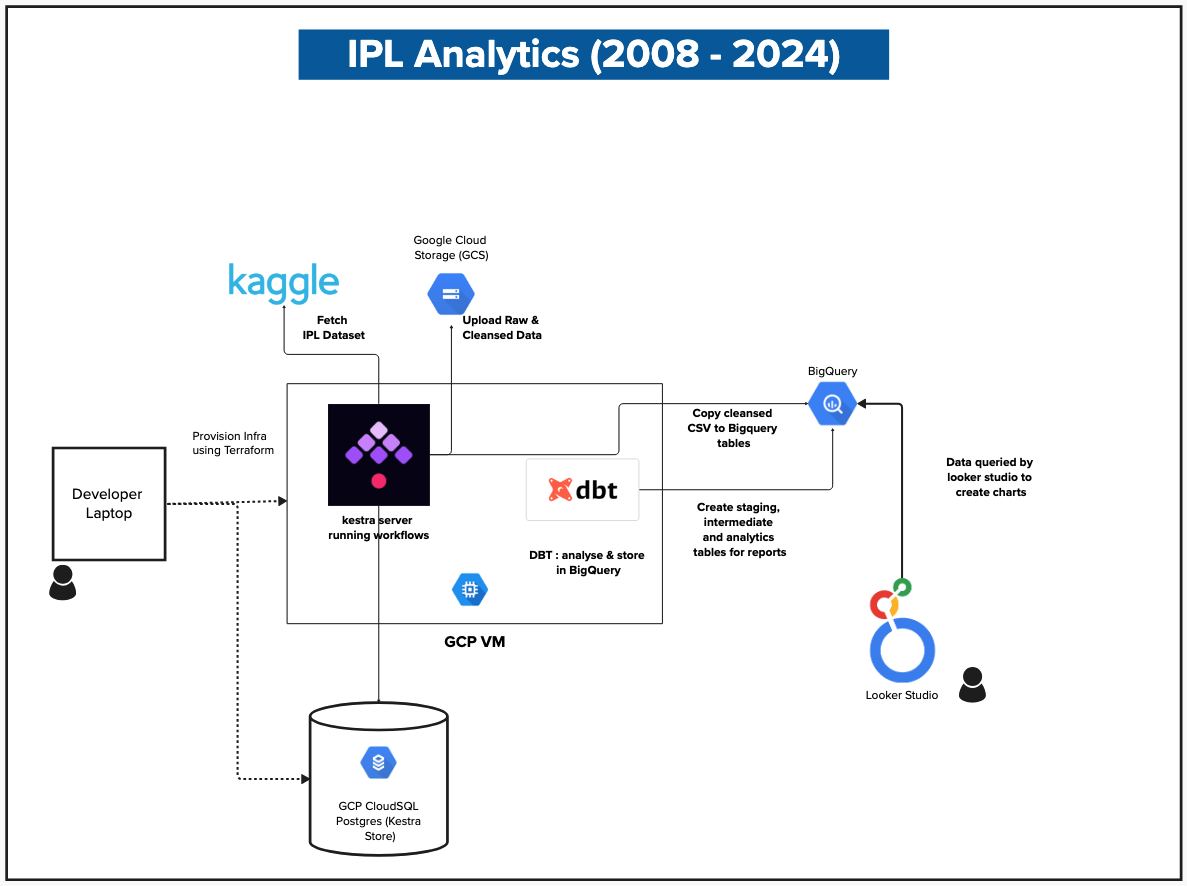 IPL Analytics (2008 - 2024)
Google Cloud
Storage (GCS)
kaggle
Fetch
IPL Dataset
Upload Raw &
Cleansed Data
BigQuery
Copy cleansed
CSV to Bigquery
tables
Provision Infra
using Terraform
Developer
Laptop
kestra server
running workflows
dbt
DBT : analyse & store
in BigQuery
Create staging,
intermediate
and analytics
tables for reports
Data queried by
looker studio to
create charts
GCP VM
Looker Studio
GCP CloudSQL
Postgres (Kestra
Store)